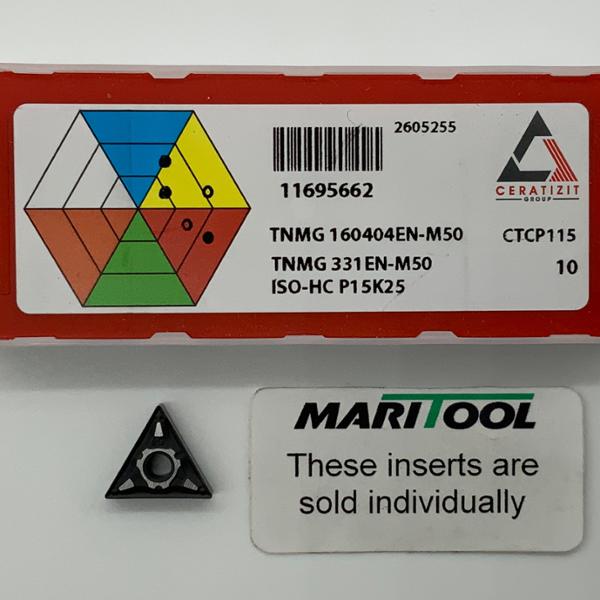 2605255
11695662
CERATIZIT
GROUP
TNMG 160404EN-M50 CTCP115
TNMG 331EN-M50 10
ISO-HC P15K25
MARITOOL
These inserts are
sold individually